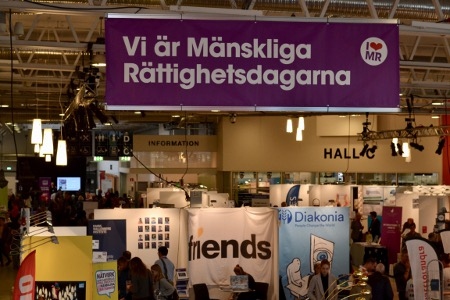 Vi är Mänskliga
Rättighetsdagarna
I ♥
MR
INFORMATION
HALL C
friends
Diakonia